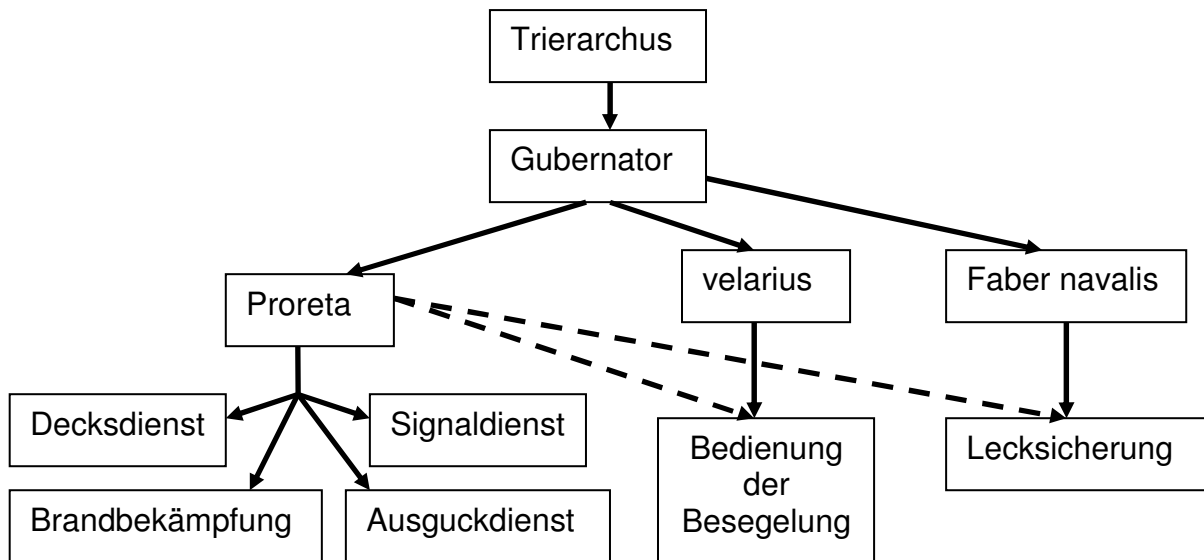 Trierarchus
Gubernator
velarius
Faber navalis
Proreta
Decksdienst
Signaldienst
Bedienung
der
Besegelung
Lecksicherung
Brandbekämpfung
Ausguckdienst